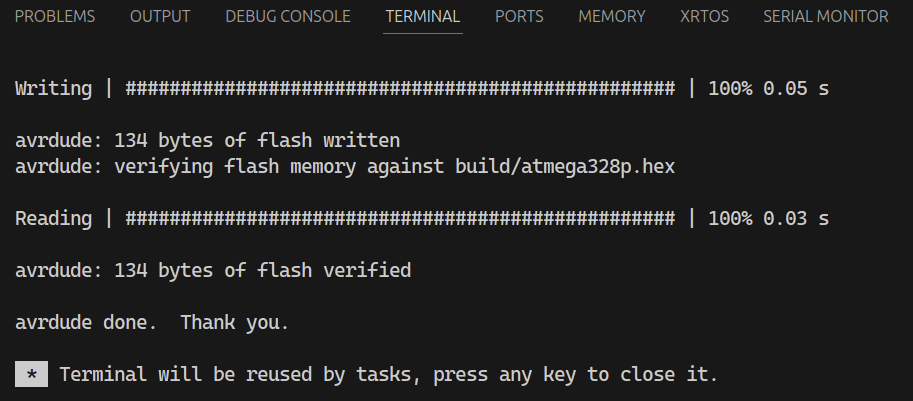 PROBLEMS OUTPUT DEBUG CONSOLE TERMINAL PORTS MEMORY XRTOS SERIAL MONITOR
Writing | ################################################## | 100% 0.05 s
avrdude: 134 bytes of flash written
avrdude: verifying flash memory against build/atmega328p.hex
Reading | ################################################## | 100% 0.03 s
avrdude: 134 bytes of flash verified
avrdude done.  Thank you.
* Terminal will be reused by tasks, press any key to close it.